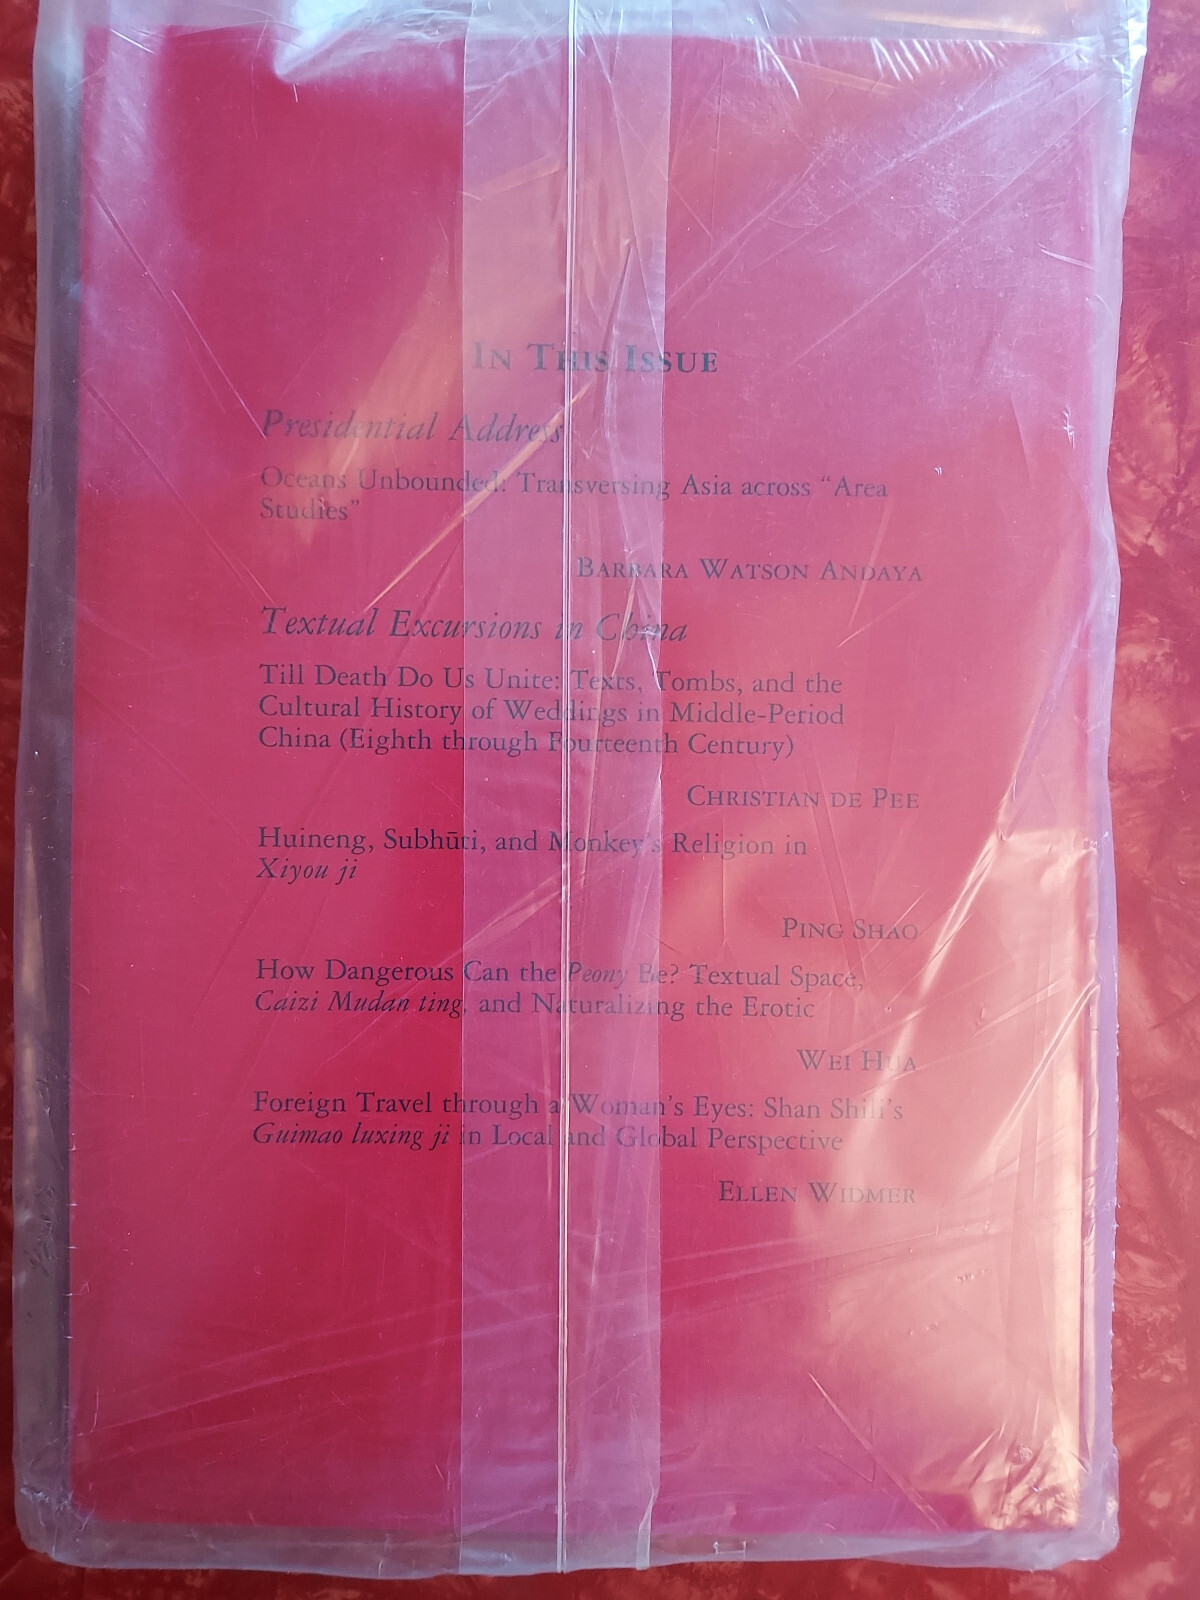 IN THIS ISSUE
Presidential Address
Oceans Unbounded: Transversing Asia across “Area
Studies”
BARBARA WATSON ANDAYA
Textual Excursions in China
Till Death Do Us Unite: Texts, Tombs, and the
Cultural History of Weddings in Middle-Period
China (Eighth through Fourteenth Century)
CHRISTIAN DE PEE
Huineng, Subhūti, and Monkey’s Religion in
Xiyou ji
PING SHAO
How Dangerous Can the Peony Be? Textual Space,
Caizi Mudan ting, and Naturalizing the Erotic
WEI HUA
Foreign Travel through a Woman’s Eyes: Shan Shili’s
Guimao luxing ji in Local and Global Perspective
ELLEN WIDMER